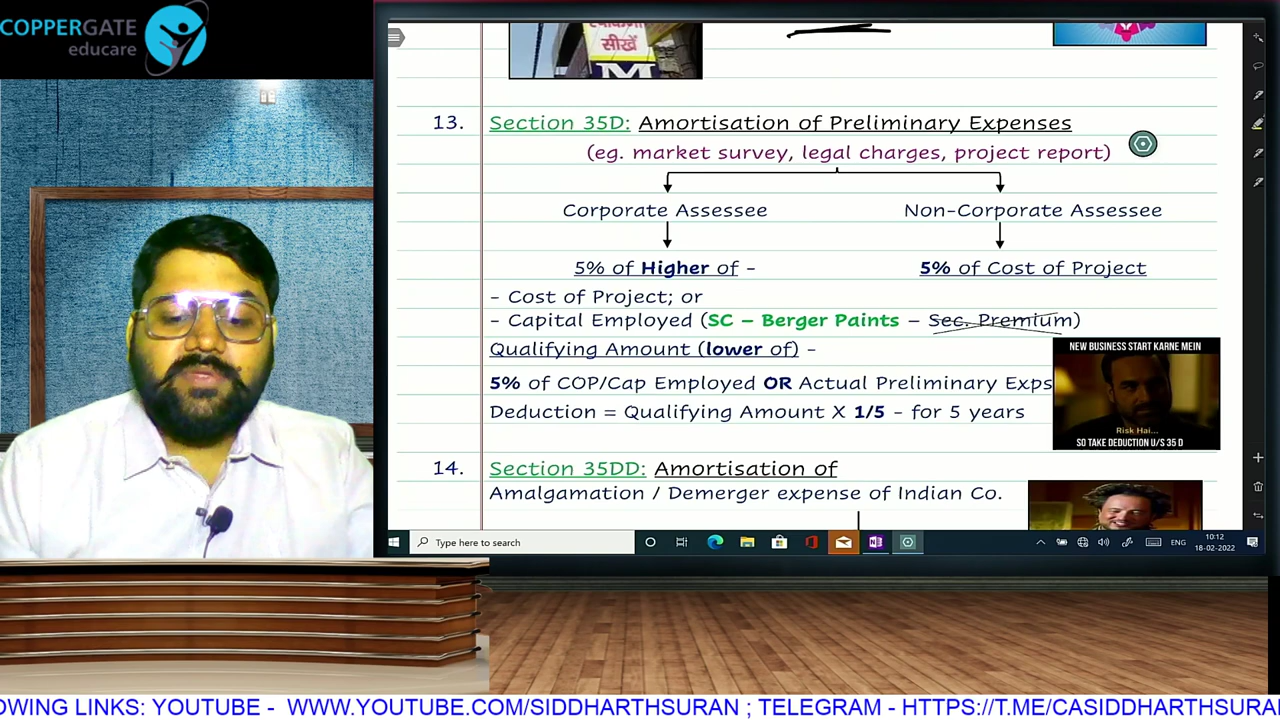 COPPERGATE
educare
सीखें
M
13. Section 35D: Amortisation of Preliminary Expenses
(eg. market survey, legal charges, project report)
Corporate Assessee
Non-Corporate Assessee
5% of Higher of -
5% of Cost of Project
- Cost of Project; or
- Capital Employed (SC – Berger Paints – Sec. Premium)
Qualifying Amount (lower of) -
5% of COP/Cap Employed OR Actual Preliminary Exps
Deduction = Qualifying Amount X 1/5 - for 5 years
NEW BUSINESS START KARNE MEIN
Risk Hai...
SO TAKE DEDUCTION U/S 35 D
14. Section 35DD: Amortisation of
Amalgamation / Demerger expense of Indian Co.
Type here to search
ENG
10:12
18-02-2022
OWING LINKS: YOUTUBE - WWW.YOUTUBE.COM/SIDDHARTHSURAN ; TELEGRAM - HTTPS://T.ME/CASIDDHARTHSURA